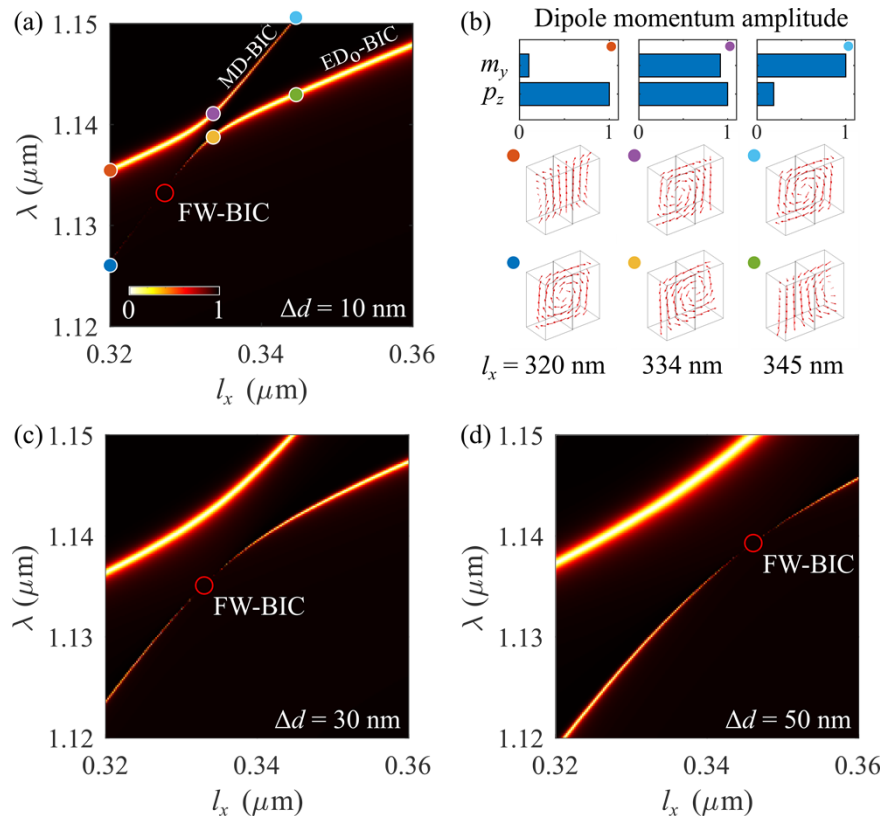 (a)
1.15
1.14
1.13
1.12
λ (μm)
MD-BIC
ED₀-BIC
FW-BIC
0 1
Δd = 10 nm
0.32 0.34 0.36
lₓ (μm)
(b) Dipole momentum amplitude
m_y
p_z
0 1 0 1 0 1
lₓ = 320 nm 334 nm 345 nm
(c)
1.15
1.14
1.13
1.12
λ (μm)
FW-BIC
Δd = 30 nm
0.32 0.34 0.36
lₓ (μm)
(d)
1.15
1.14
1.13
1.12
λ (μm)
FW-BIC
Δd = 50 nm
0.32 0.34 0.36
lₓ (μm)